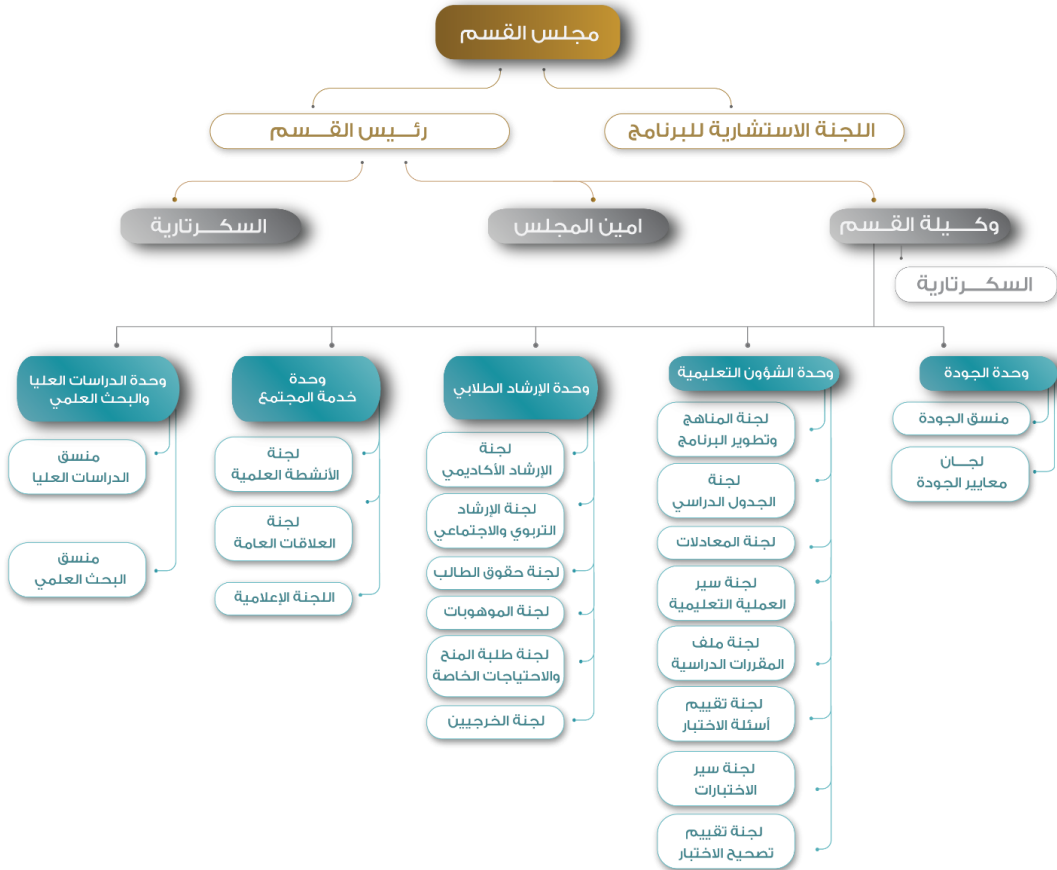 مجلس القسم
اللجنة الاستشارية للبرنامج
رئـــيس القـــسم
وكـــيلة القـــسم
امين المجلس
السكـــرتارية
السكـــرتارية
وحدة الجودة
منسق الجودة
لجـــان
معايير الجودة
وحدة الشؤون التعليمية
لجنة المناهج
وتطوير البرنامج
لجنة
الجدول الدراسي
لجنة المعادلات
لجنة سير
العملية التعليمية
لجنة ملف
المقررات الدراسية
لجنة تقييم
أسئلة الاختبار
لجنة سير
الاختبارات
لجنة تقييم
تصحيح الاختبار
وحدة الإرشاد الطلابي
لجنة
الإرشاد الأكاديمي
لجنة الإرشاد
التربوي والاجتماعي
لجنة حقوق الطالب
لجنة الموهوبات
لجنة طلبة المنح
والاحتياجات الخاصة
لجنة الخرجيين
وحدة
خدمة المجتمع
لجنة
الأنشطة العلمية
لجنة
العلاقات العامة
اللجنة الإعلامية
وحدة الدراسات العليا
والبحث العلمي
منسق
الدراسات العليا
منسق
البحث العلمي